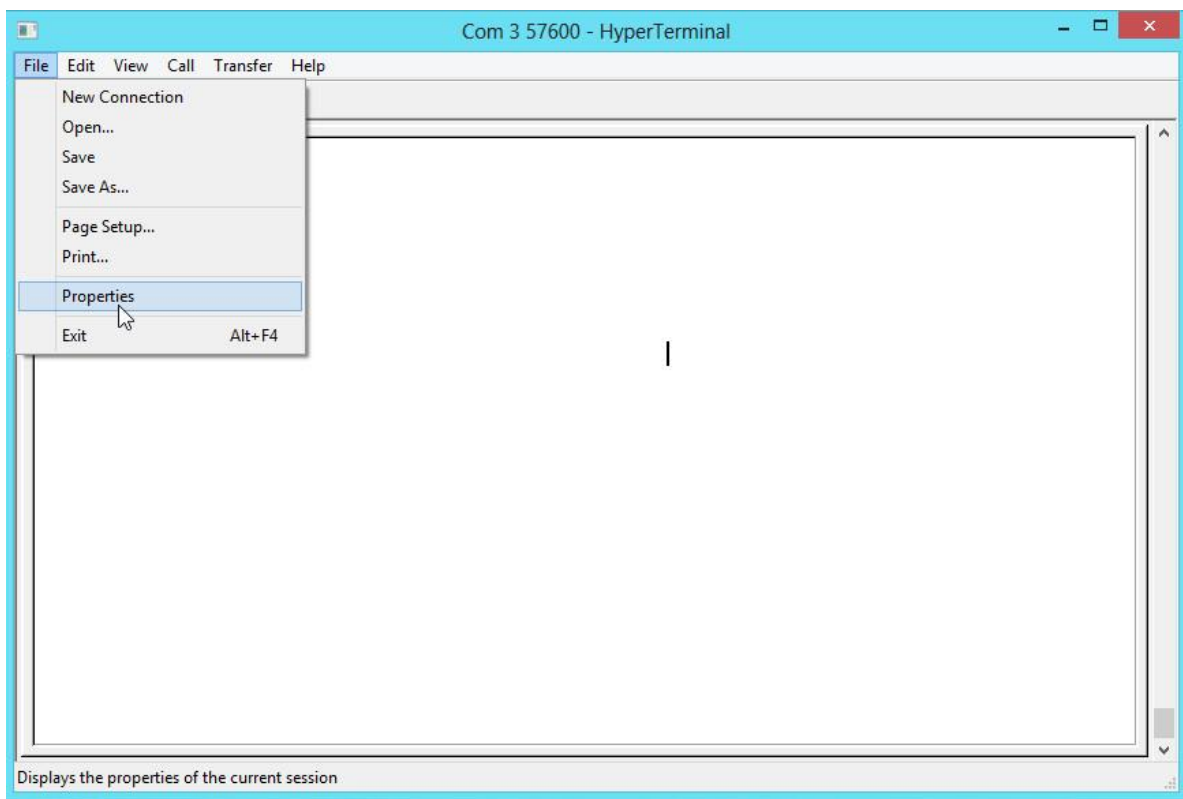 Com 3 57600 - HyperTerminal
File Edit View Call Transfer Help
New Connection
Open...
Save
Save As...
Page Setup...
Print...
Properties
Exit Alt+F4
Displays the properties of the current session